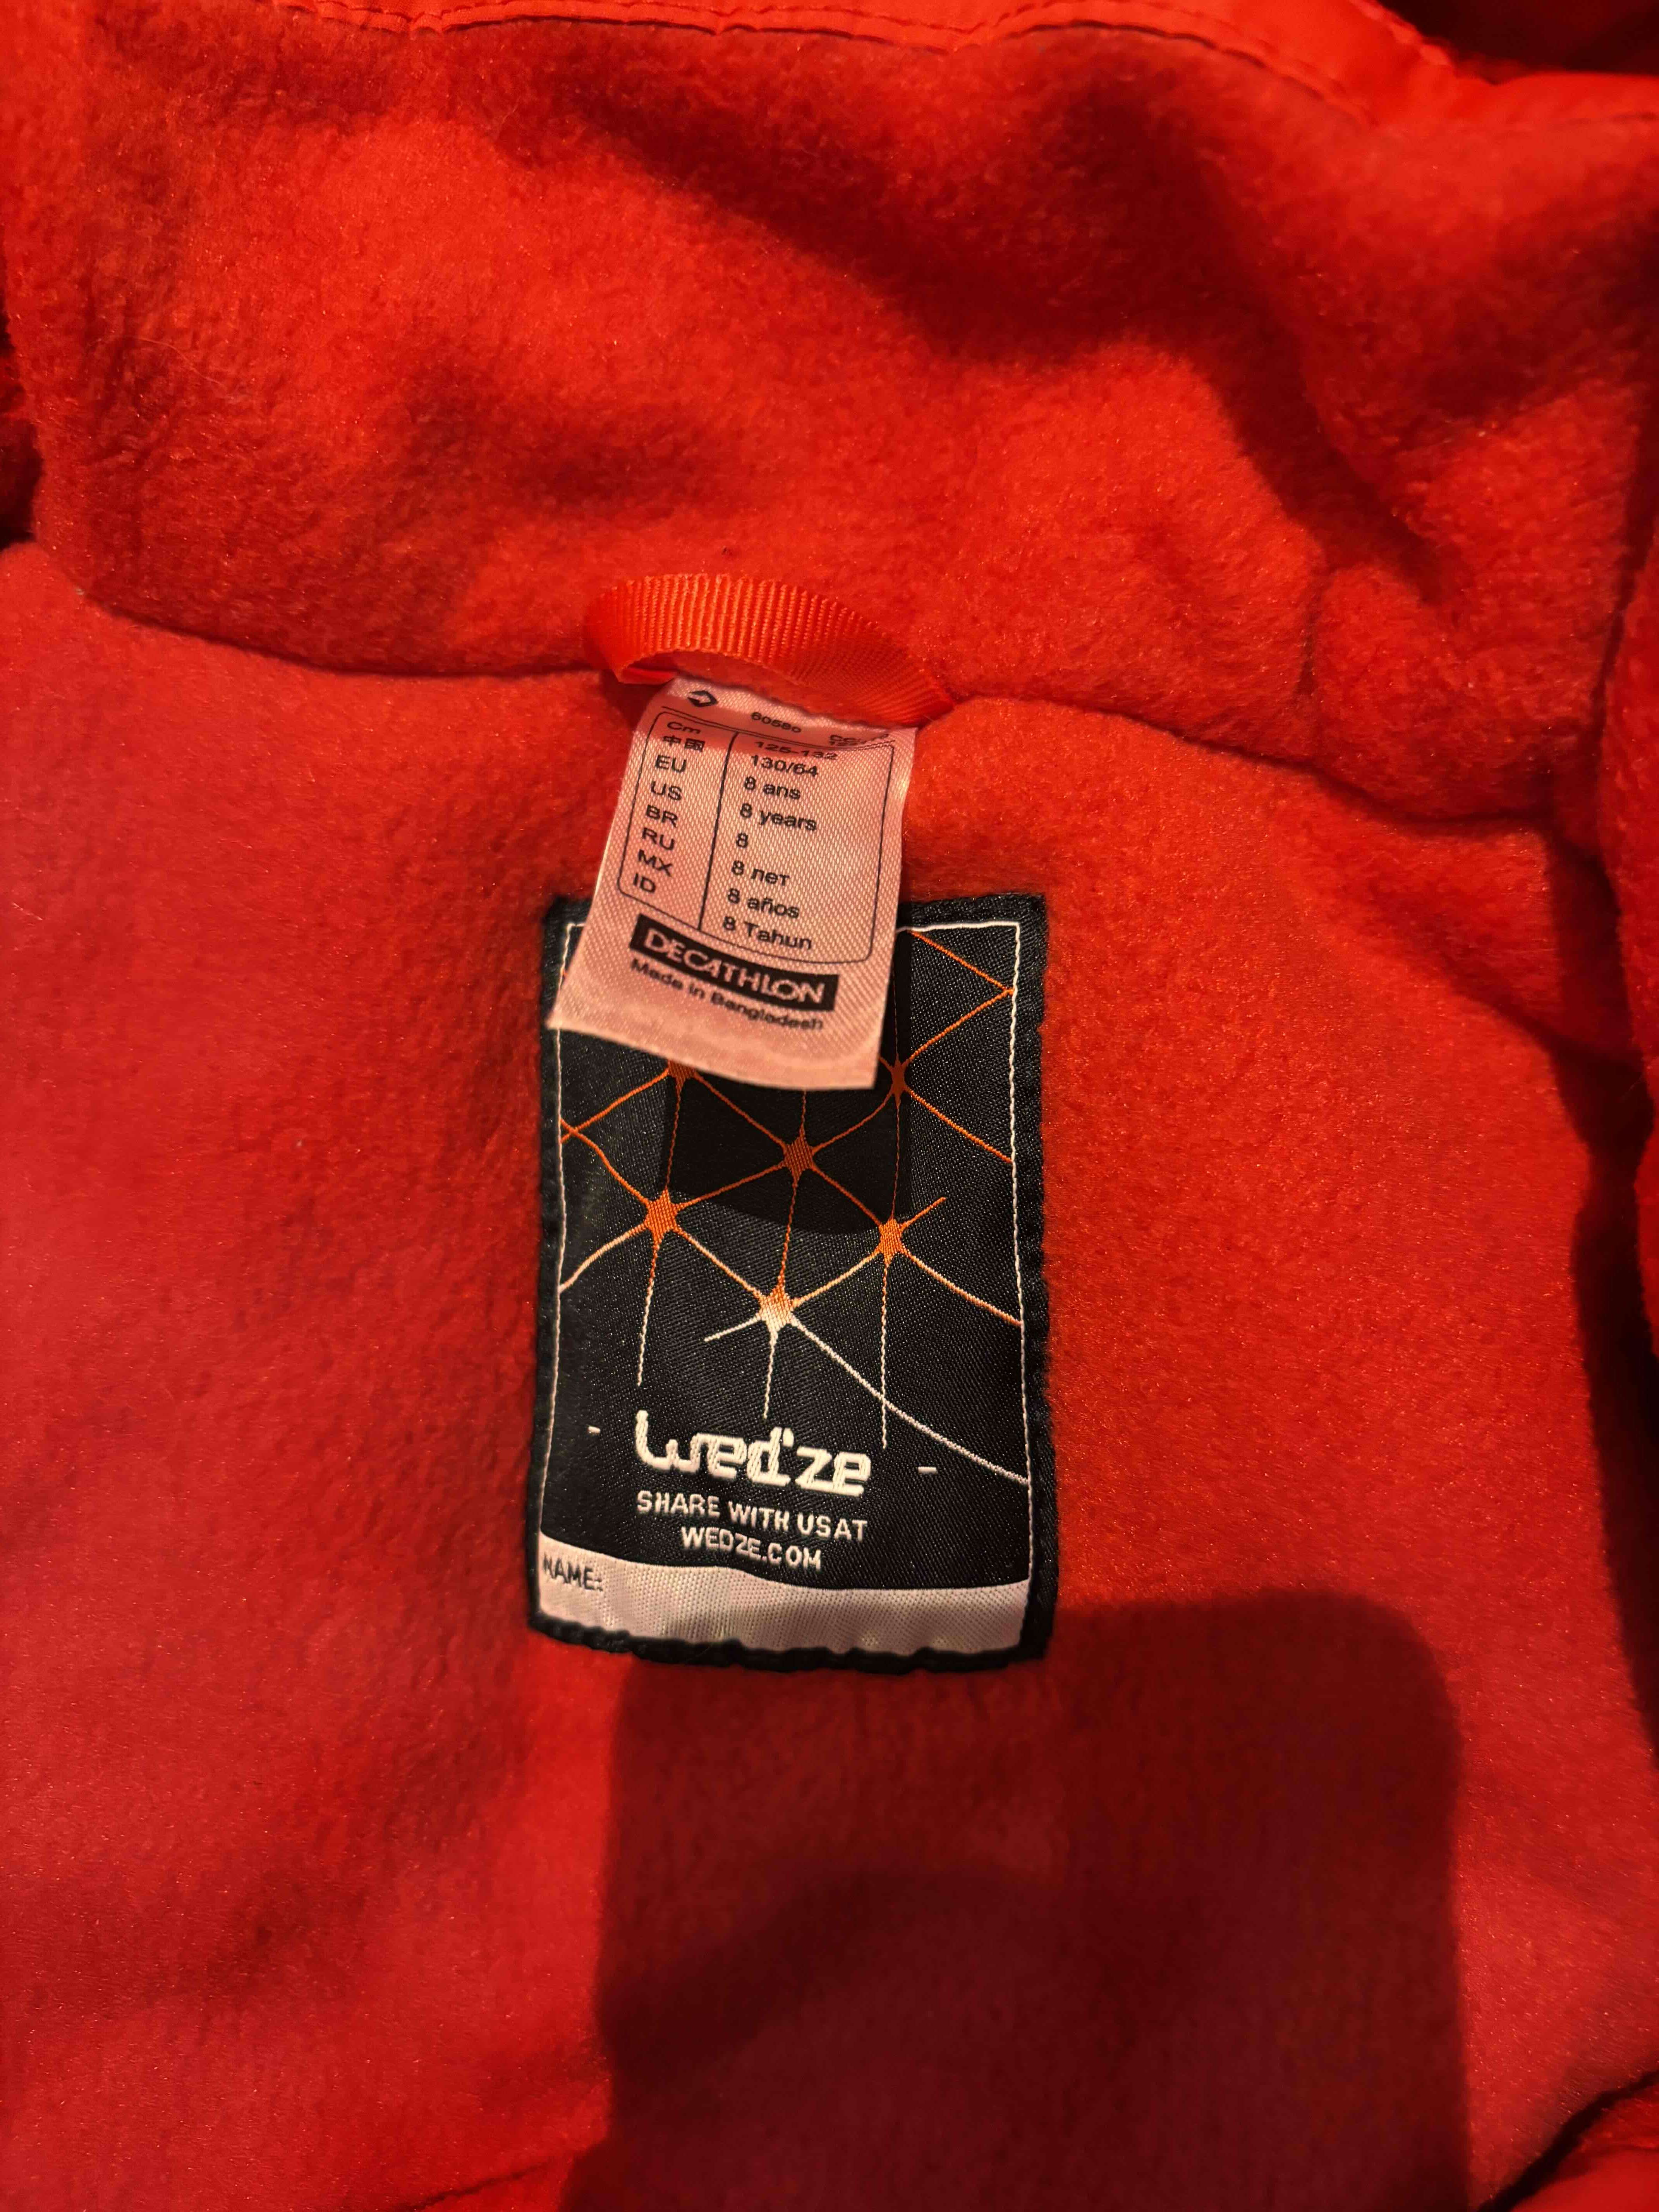 Cm 125-132
中国 130/64
EU 8 ans
US 8 years
BR 8
RU 8 лет
MX 8 años
ID 8 Tahun
DECATHLON
Made in Bangladesh
wed'ze
SHARE WITH US AT
WEDZE.COM
NAME: